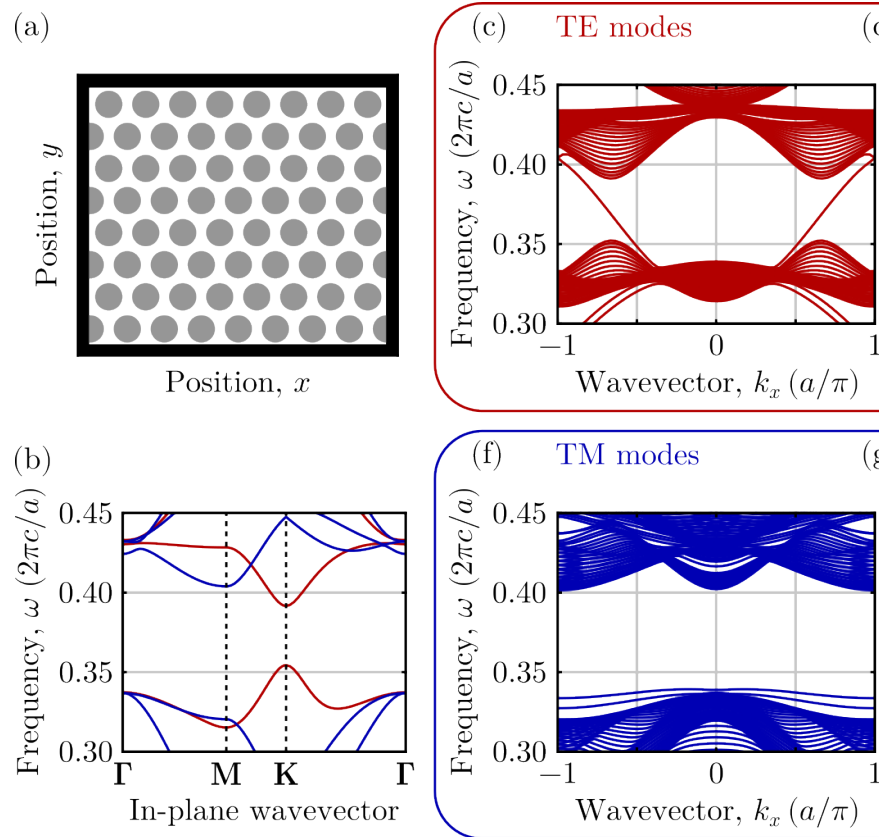 (a)
Position, y
Position, x
(c) TE modes (d
Frequency, ω (2πc/a)
0.45
0.40
0.35
0.30
−1 0 1
Wavevector, kₓ (a/π)
(b)
Frequency, ω (2πc/a)
0.45
0.40
0.35
0.30
Γ M K Γ
In-plane wavevector
(f) TM modes (g
Frequency, ω (2πc/a)
0.45
0.40
0.35
0.30
−1 0 1
Wavevector, kₓ (a/π)